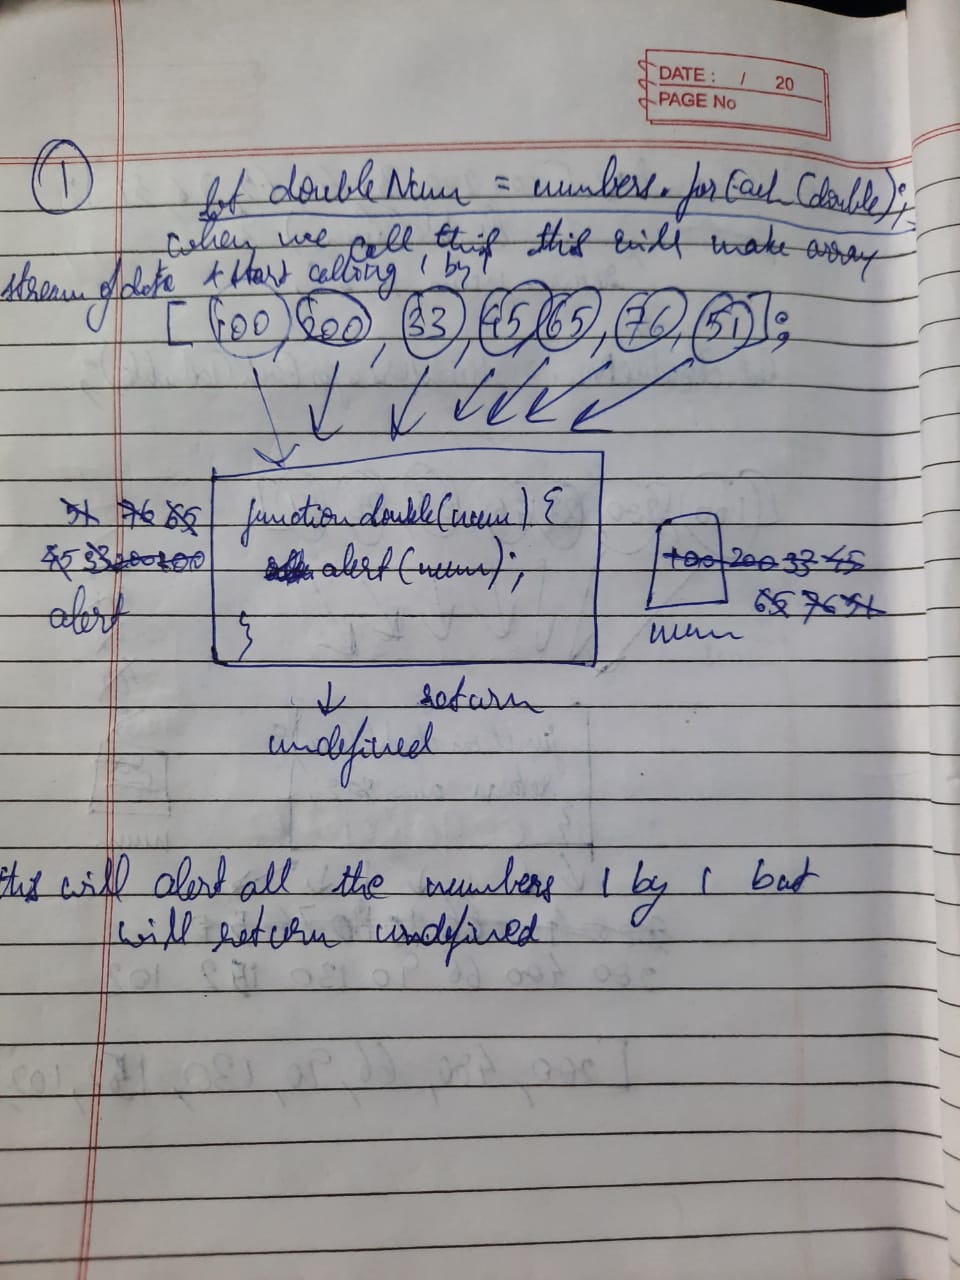 DATE: / 20
PAGE No
1
let doubleNum = numbers.forEach(double);
when we call this this will make array
stream of data & start calling 1 by 1
[100, 200, 33, 45, 65, 76, 51];
function double(num) {
alert(num);
}
51 76 65
45 33 200 100
alert
100 200 33 45
65 76 51
num
↓ return
undefined
this will alert all the numbers 1 by 1 but
will return undefined